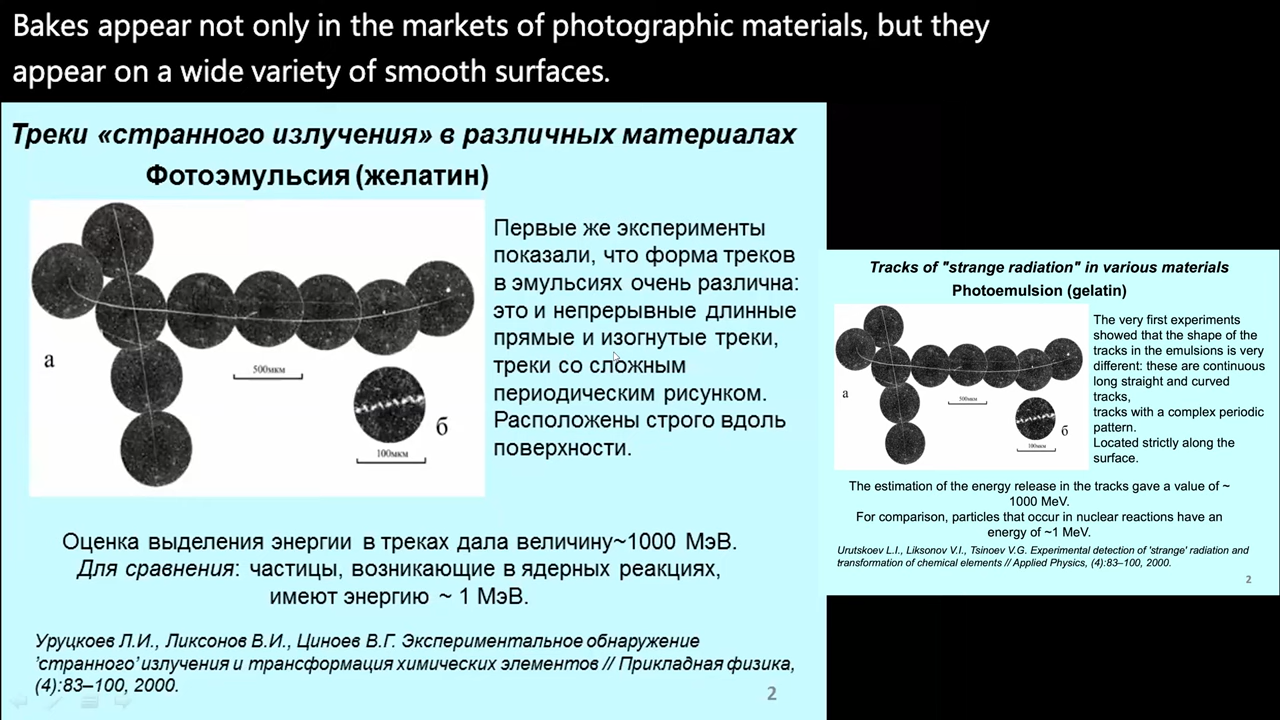 Bakes appear not only in the markets of photographic materials, but they
appear on a wide variety of smooth surfaces.
Треки «странного излучения» в различных материалах
Фотоэмульсия (желатин)
а
500мкм
100мкм
б
Первые же эксперименты
показали, что форма треков
в эмульсиях очень различна:
это и непрерывные длинные
прямые и изогнутые треки,
треки со сложным
периодическим рисунком.
Расположены строго вдоль
поверхности.
Оценка выделения энергии в треках дала величину~1000 МэВ.
Для сравнения: частицы, возникающие в ядерных реакциях,
имеют энергию ~ 1 МэВ.
Уруцкоев Л.И., Ликсонов В.И., Циноев В.Г. Экспериментальное обнаружение
'странного' излучения и трансформация химических элементов // Прикладная физика,
(4):83–100, 2000.
2
Tracks of "strange radiation" in various materials
Photoemulsion (gelatin)
а
500мкм
100мкм
б
The very first experiments
showed that the shape of the
tracks in the emulsions is very
different: these are continuous
long straight and curved
tracks,
tracks with a complex periodic
pattern.
Located strictly along the
surface.
The estimation of the energy release in the tracks gave a value of ~
1000 MeV.
For comparison, particles that occur in nuclear reactions have an
energy of ~1 MeV.
Urutskoev L.I., Liksonov V.I., Tsinoev V.G. Experimental detection of 'strange' radiation and
transformation of chemical elements // Applied Physics, (4):83–100, 2000.
2